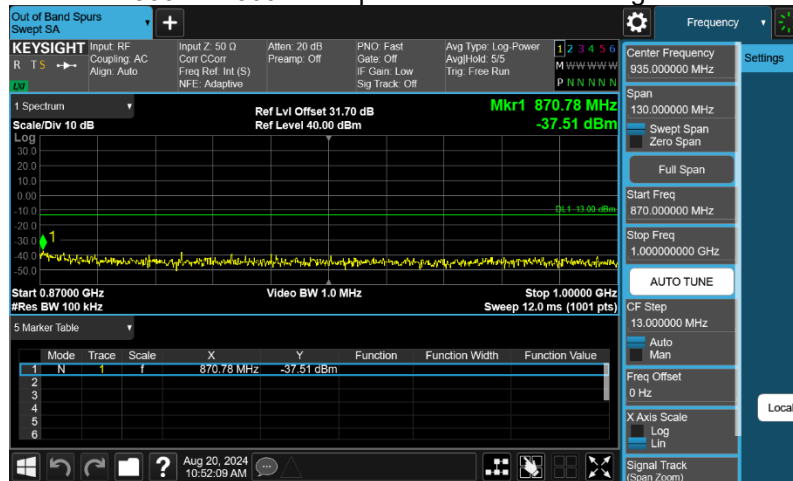 Out of Band Spurs
Swept SA
Frequency
KEYSIGHT
R T S
LXI
Input: RF
Coupling: AC
Align: Auto
Input Z: 50 Ω
Corr CCorr
Freq Ref: Int (S)
NFE: Adaptive
Atten: 20 dB
Preamp: Off
PNO: Fast
Gate: Off
IF Gain: Low
Sig Track: Off
Avg Type: Log-Power
Avg|Hold: 5/5
Trig: Free Run
1 2 3 4 5 6
M W W W W W
P N N N N N
1 Spectrum
Scale/Div 10 dB
Ref Lvl Offset 31.70 dB
Ref Level 40.00 dBm
Mkr1 870.78 MHz
-37.51 dBm
Log
30.0
20.0
10.0
0.00
-10.0
-20.0
-30.0
-40.0
-50.0
DL1 -13.00 dBm
1
Start 0.87000 GHz
#Res BW 100 kHz
Video BW 1.0 MHz
Stop 1.00000 GHz
Sweep 12.0 ms (1001 pts)
5 Marker Table
Mode Trace Scale X Y Function Function Width Function Value
1 N 1 f 870.78 MHz -37.51 dBm
2
3
4
5
6
Aug 20, 2024
10:52:09 AM
Center Frequency
935.000000 MHz
Span
130.000000 MHz
Swept Span
Zero Span
Full Span
Start Freq
870.000000 MHz
Stop Freq
1.000000000 GHz
AUTO TUNE
CF Step
13.000000 MHz
Auto
Man
Freq Offset
0 Hz
X Axis Scale
Log
Lin
Signal Track
(Span Zoom)
Settings
Local